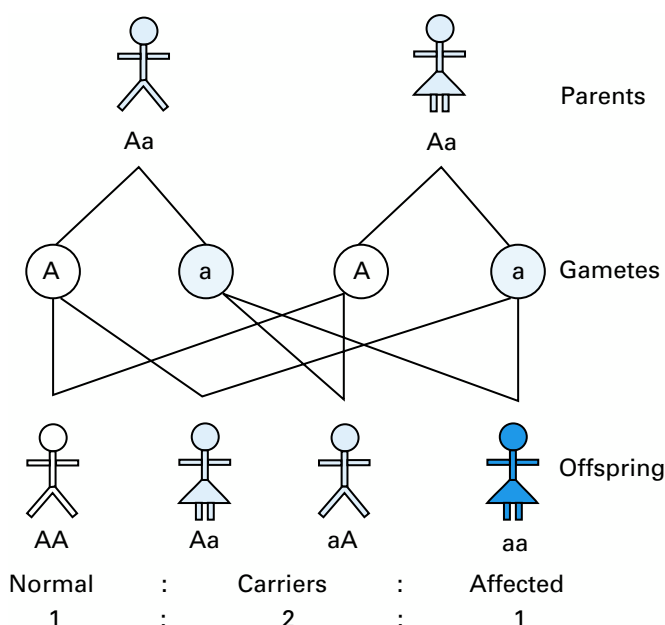 Parents
Aa Aa
A a A a Gametes
Offspring
AA Aa aA aa
Normal : Carriers : Affected
1 : 2 : 1